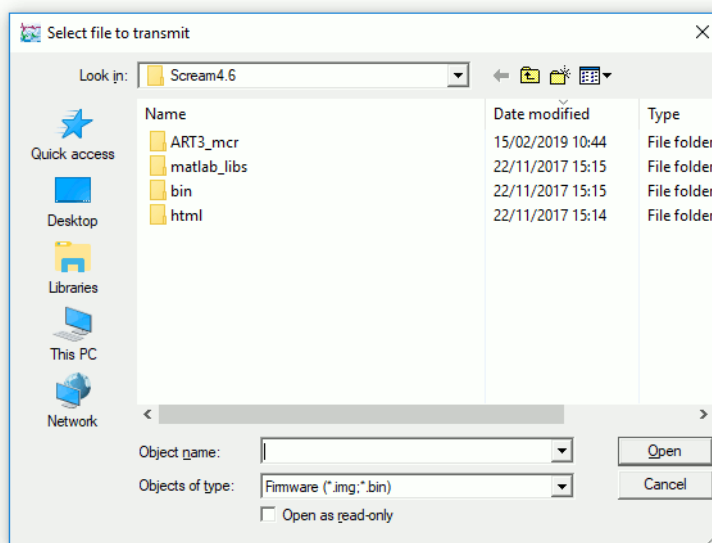 Select file to transmit
Look in: Scream4.6
Name Date modified Type
ART3_mcr 15/02/2019 10:44 File folder
matlab_libs 22/11/2017 15:15 File folder
bin 22/11/2017 15:15 File folder
html 22/11/2017 15:14 File folder
Quick access
Desktop
Libraries
This PC
Network
Object name: Open
Objects of type: Firmware (*.img;*.bin) Cancel
Open as read-only